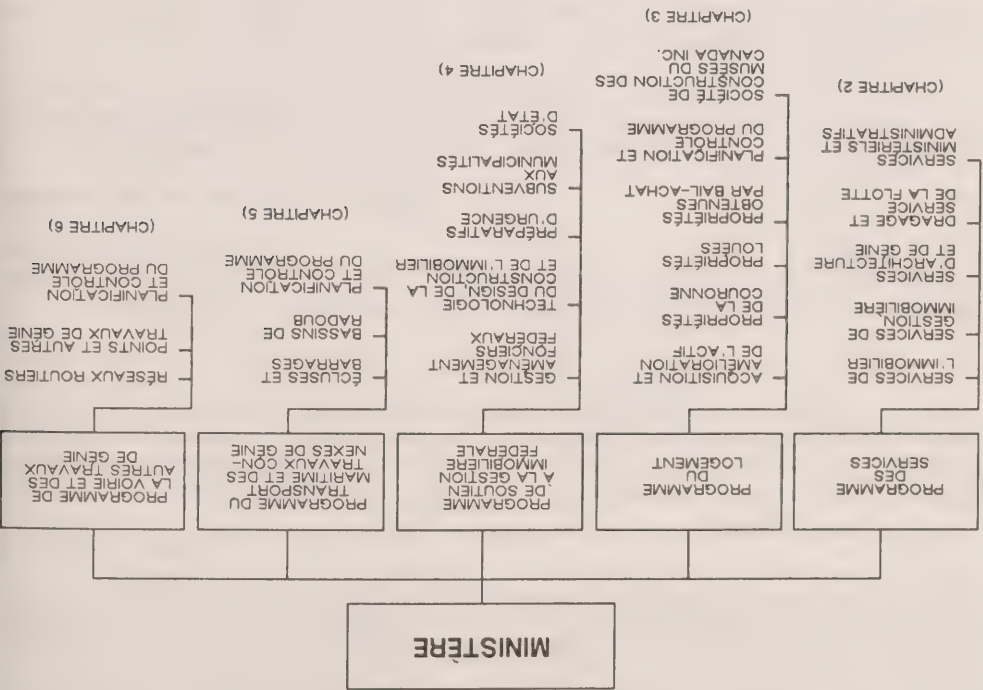 MINISTÈRE
PROGRAMME
DES
SERVICES
SERVICES DE
L'IMMOBILIER
SERVICES DE
GESTION
IMMOBILIÈRE
SERVICES
D'ARCHITECTURE
ET DE GÉNIE
DRAGAGE ET
SERVICE
DE LA FLOTTE
SERVICES
MINISTÉRIELS ET
ADMINISTRATIFS
(CHAPITRE 2)
PROGRAMME
DU
LOGEMENT
ACQUISITION ET
AMÉLIORATION
DE L'ACTIF
PROPRIÉTÉS
DE LA
COURONNE
PROPRIÉTÉS
LOUÉES
PROPRIÉTÉS
OBTENUES
PAR BAIL-ACHAT
PLANIFICATION ET
CONTRÔLE
DU PROGRAMME
SOCIÉTÉ DE
CONSTRUCTION DES
MUSÉES DU
CANADA INC.
(CHAPITRE 3)
PROGRAMME
DE SOUTIEN
À LA GESTION
IMMOBILIÈRE
FÉDÉRALE
GESTION ET
AMÉNAGEMENT
FONCIERS
FÉDÉRAUX
TECHNOLOGIE
DU DESIGN, DE LA
CONSTRUCTION
ET DE L'IMMOBILIER
PRÉPARATIFS
D'URGENCE
SUBVENTIONS
AUX
MUNICIPALITÉS
SOCIÉTÉS
D'ÉTAT
(CHAPITRE 4)
PROGRAMME DU
TRANSPORT
MARITIME ET DES
TRAVAUX CON-
NEXES DE GÉNIE
ÉCLUSES ET
BARRAGES
BASSINS DE
RADOUB
PLANIFICATION
ET CONTRÔLE
DU PROGRAMME
(CHAPITRE 5)
PROGRAMME DE
LA VOIRIE ET DES
AUTRES TRAVAUX
DE GÉNIE
RÉSEAUX ROUTIERS
POINTS ET AUTRES
TRAVAUX DE GÉNIE
PLANIFICATION
ET CONTRÔLE
DU PROGRAMME
(CHAPITRE 6)